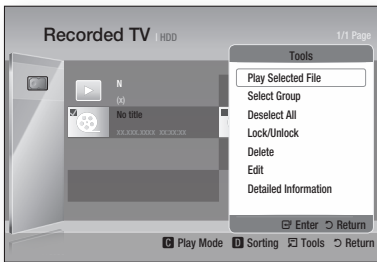 Recorded TV | HDD
1/1 Page
Tools
N
(x)
No title
xx.xxx.xxxx xx:xx:xx
Play Selected File
Select Group
Deselect All
Lock/Unlock
Delete
Edit
Detailed Information
Enter Return
C Play Mode D Sorting Tools Return